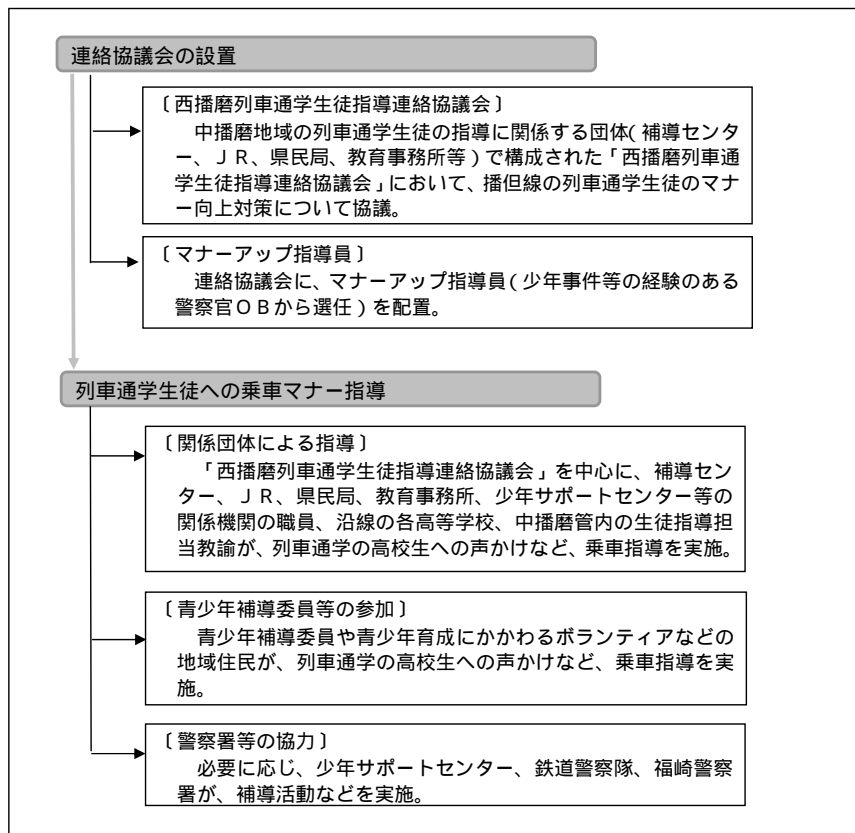 連絡協議会の設置
〔西播磨列車通学生徒指導連絡協議会〕
中播磨地域の列車通学生徒の指導に関係する団体(補導センタ
ー、ＪＲ、県民局、教育事務所等)で構成された「西播磨列車通
学生徒指導連絡協議会」において、播但線の列車通学生徒のマナ
ー向上対策について協議。
〔マナーアップ指導員〕
連絡協議会に、マナーアップ指導員(少年事件等の経験のある
警察官ＯＢから選任)を配置。
列車通学生徒への乗車マナー指導
〔関係団体による指導〕
「西播磨列車通学生徒指導連絡協議会」を中心に、補導セン
ター、ＪＲ、県民局、教育事務所、少年サポートセンター等の
関係機関の職員、沿線の各高等学校、中播磨管内の生徒指導担
当教諭が、列車通学の高校生への声かけなど、乗車指導を実施。
〔青少年補導委員等の参加〕
青少年補導委員や青少年育成にかかわるボランティアなどの
地域住民が、列車通学の高校生への声かけなど、乗車指導を実
施。
〔警察署等の協力〕
必要に応じ、少年サポートセンター、鉄道警察隊、福崎警察
署が、補導活動などを実施。